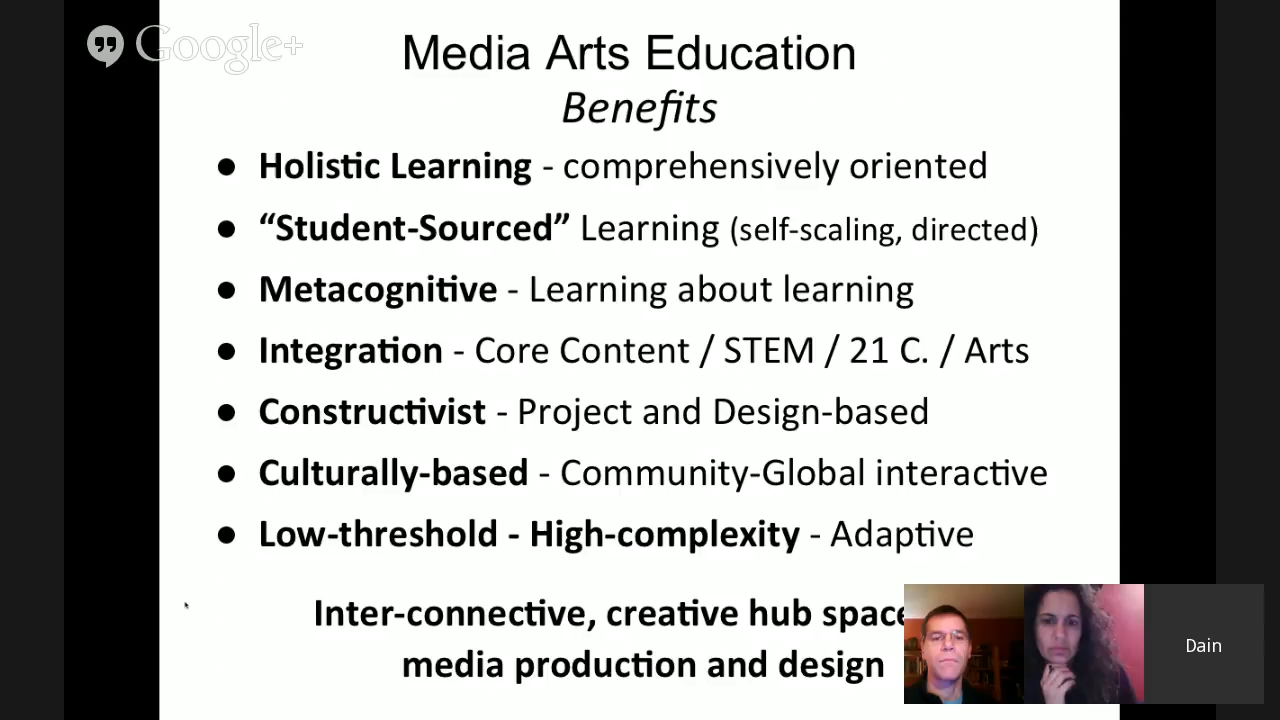 Google+
Media Arts Education
Benefits
● Holistic Learning - comprehensively oriented
● “Student-Sourced” Learning (self-scaling, directed)
● Metacognitive - Learning about learning
● Integration - Core Content / STEM / 21 C. / Arts
● Constructivist - Project and Design-based
● Culturally-based - Community-Global interactive
● Low-threshold - High-complexity - Adaptive
Inter-connective, creative hub space
media production and design
Dain